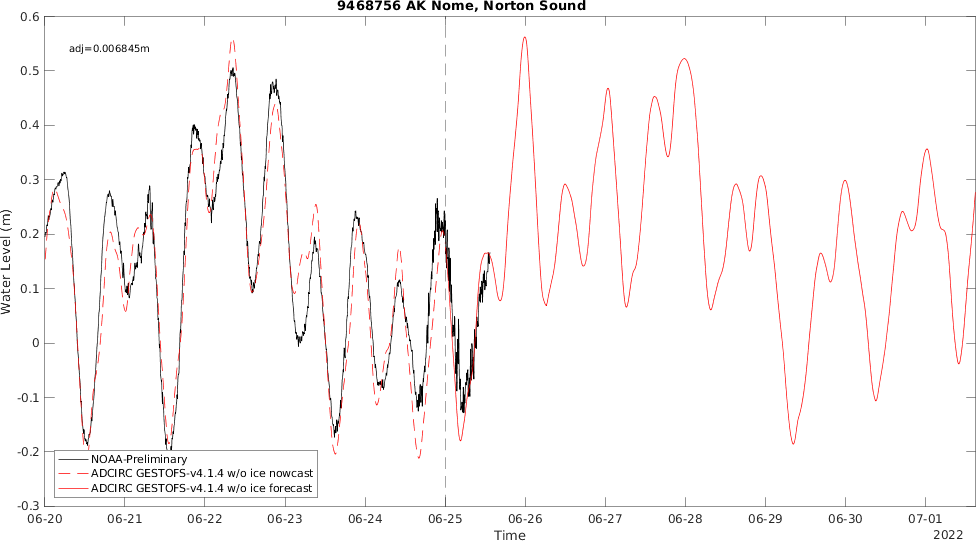 9468756 AK Nome, Norton Sound
adj=0.006845m
0.6
0.5
0.4
0.3
0.2
0.1
0
-0.1
-0.2
-0.3
Water Level (m)
NOAA-Preliminary
ADCIRC GESTOFS-v4.1.4 w/o ice nowcast
ADCIRC GESTOFS-v4.1.4 w/o ice forecast
06-20 06-21 06-22 06-23 06-24 06-25 06-26 06-27 06-28 06-29 06-30 07-01
Time
2022